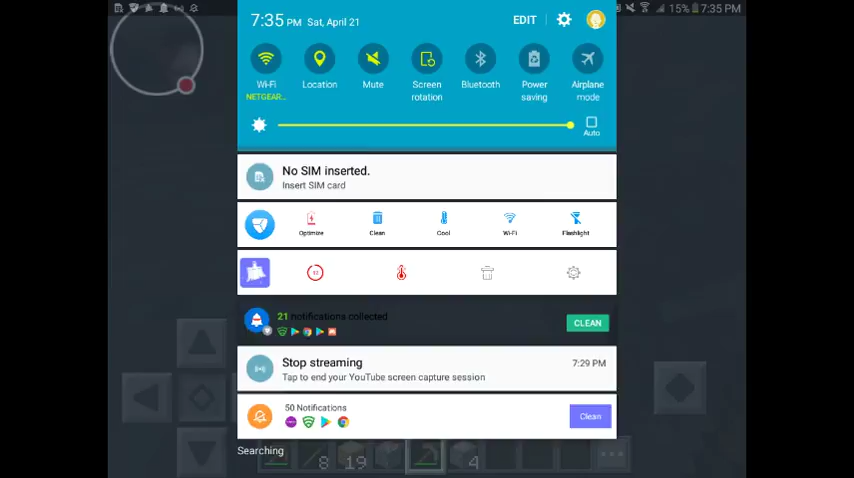 15% 7:35 PM
7:35 PM Sat, April 21 EDIT
Wi-Fi Location Mute Screen rotation Bluetooth Power saving Airplane mode
NETGEAR...
Auto
No SIM inserted.
Insert SIM card
Optimize Clean Cool Wi-Fi Flashlight
21 notifications collected
CLEAN
Stop streaming 7:29 PM
Tap to end your YouTube screen capture session
50 Notifications
Clean
Searching
8 19 4